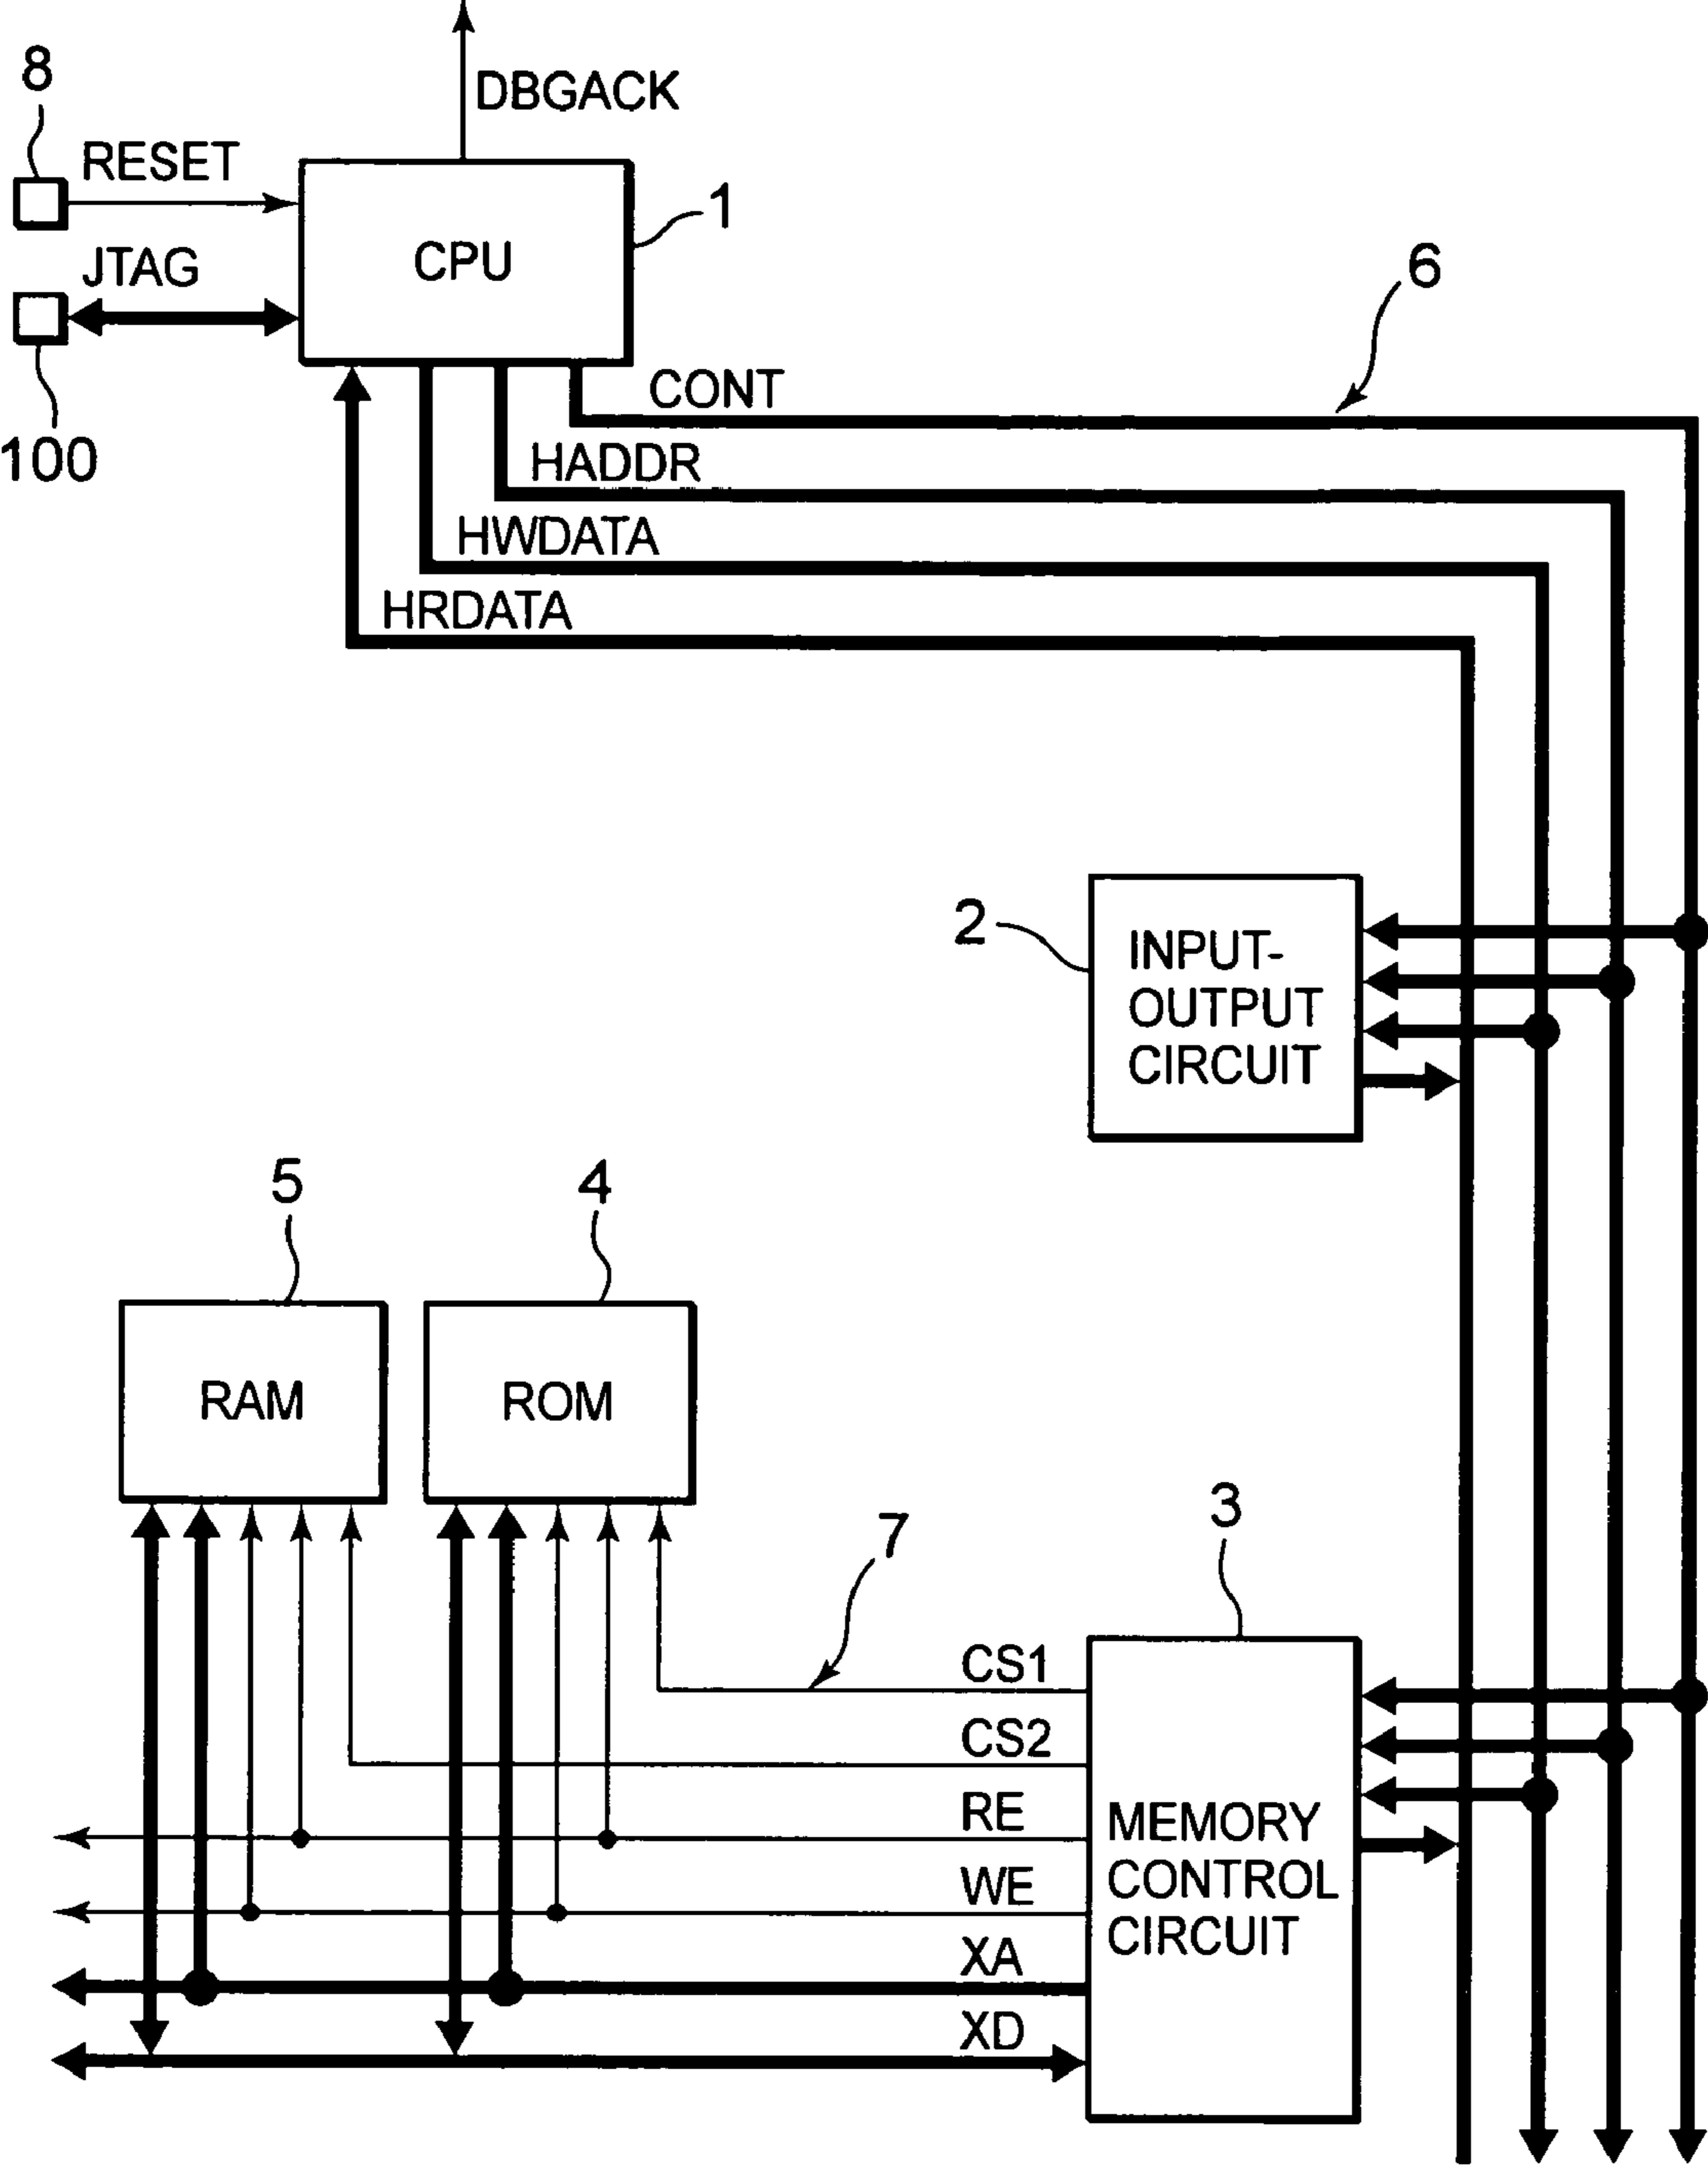 8
DBGACK
RESET
1
CPU
JTAG
6
100
CONT
HADDR
HWDATA
HRDATA
2
INPUT-
OUTPUT
CIRCUIT
5
4
RAM
ROM
3
7
CS1
CS2
RE
MEMORY
CONTROL
CIRCUIT
WE
XA
XD